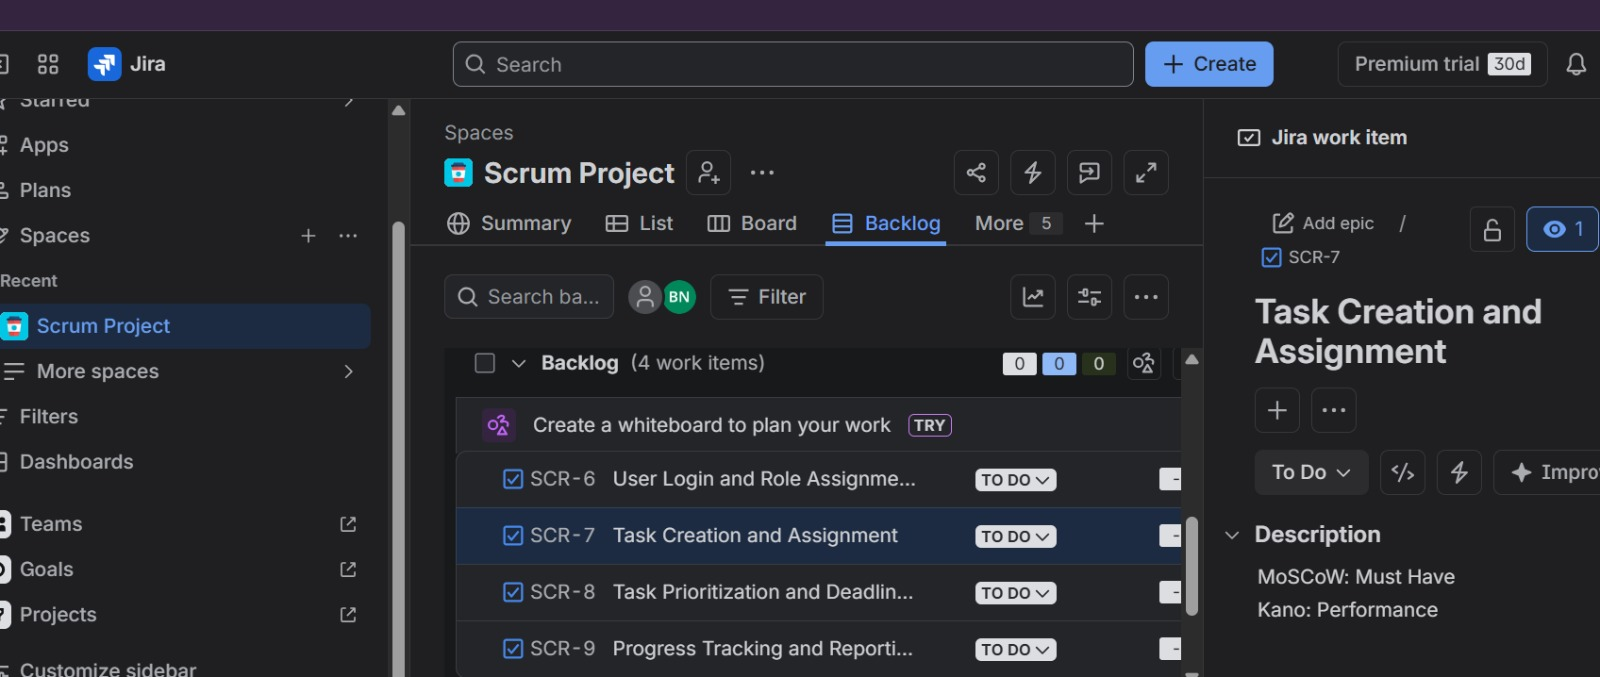 Jira
Search
Create
Premium trial 30d
Starred
Apps
Plans
Spaces
Recent
Scrum Project
More spaces
Filters
Dashboards
Teams
Goals
Projects
Customize sidebar
Spaces
Scrum Project
Summary List Board Backlog More 5
Search ba...
BN
Filter
Backlog (4 work items) 0 0 0
Create a whiteboard to plan your work TRY
SCR-6 User Login and Role Assignme... TO DO -
SCR-7 Task Creation and Assignment TO DO -
SCR-8 Task Prioritization and Deadlin... TO DO -
SCR-9 Progress Tracking and Reporti... TO DO -
Jira work item
Add epic /
1
SCR-7
Task Creation and
Assignment
To Do
Impro
Description
MoSCoW: Must Have
Kano: Performance